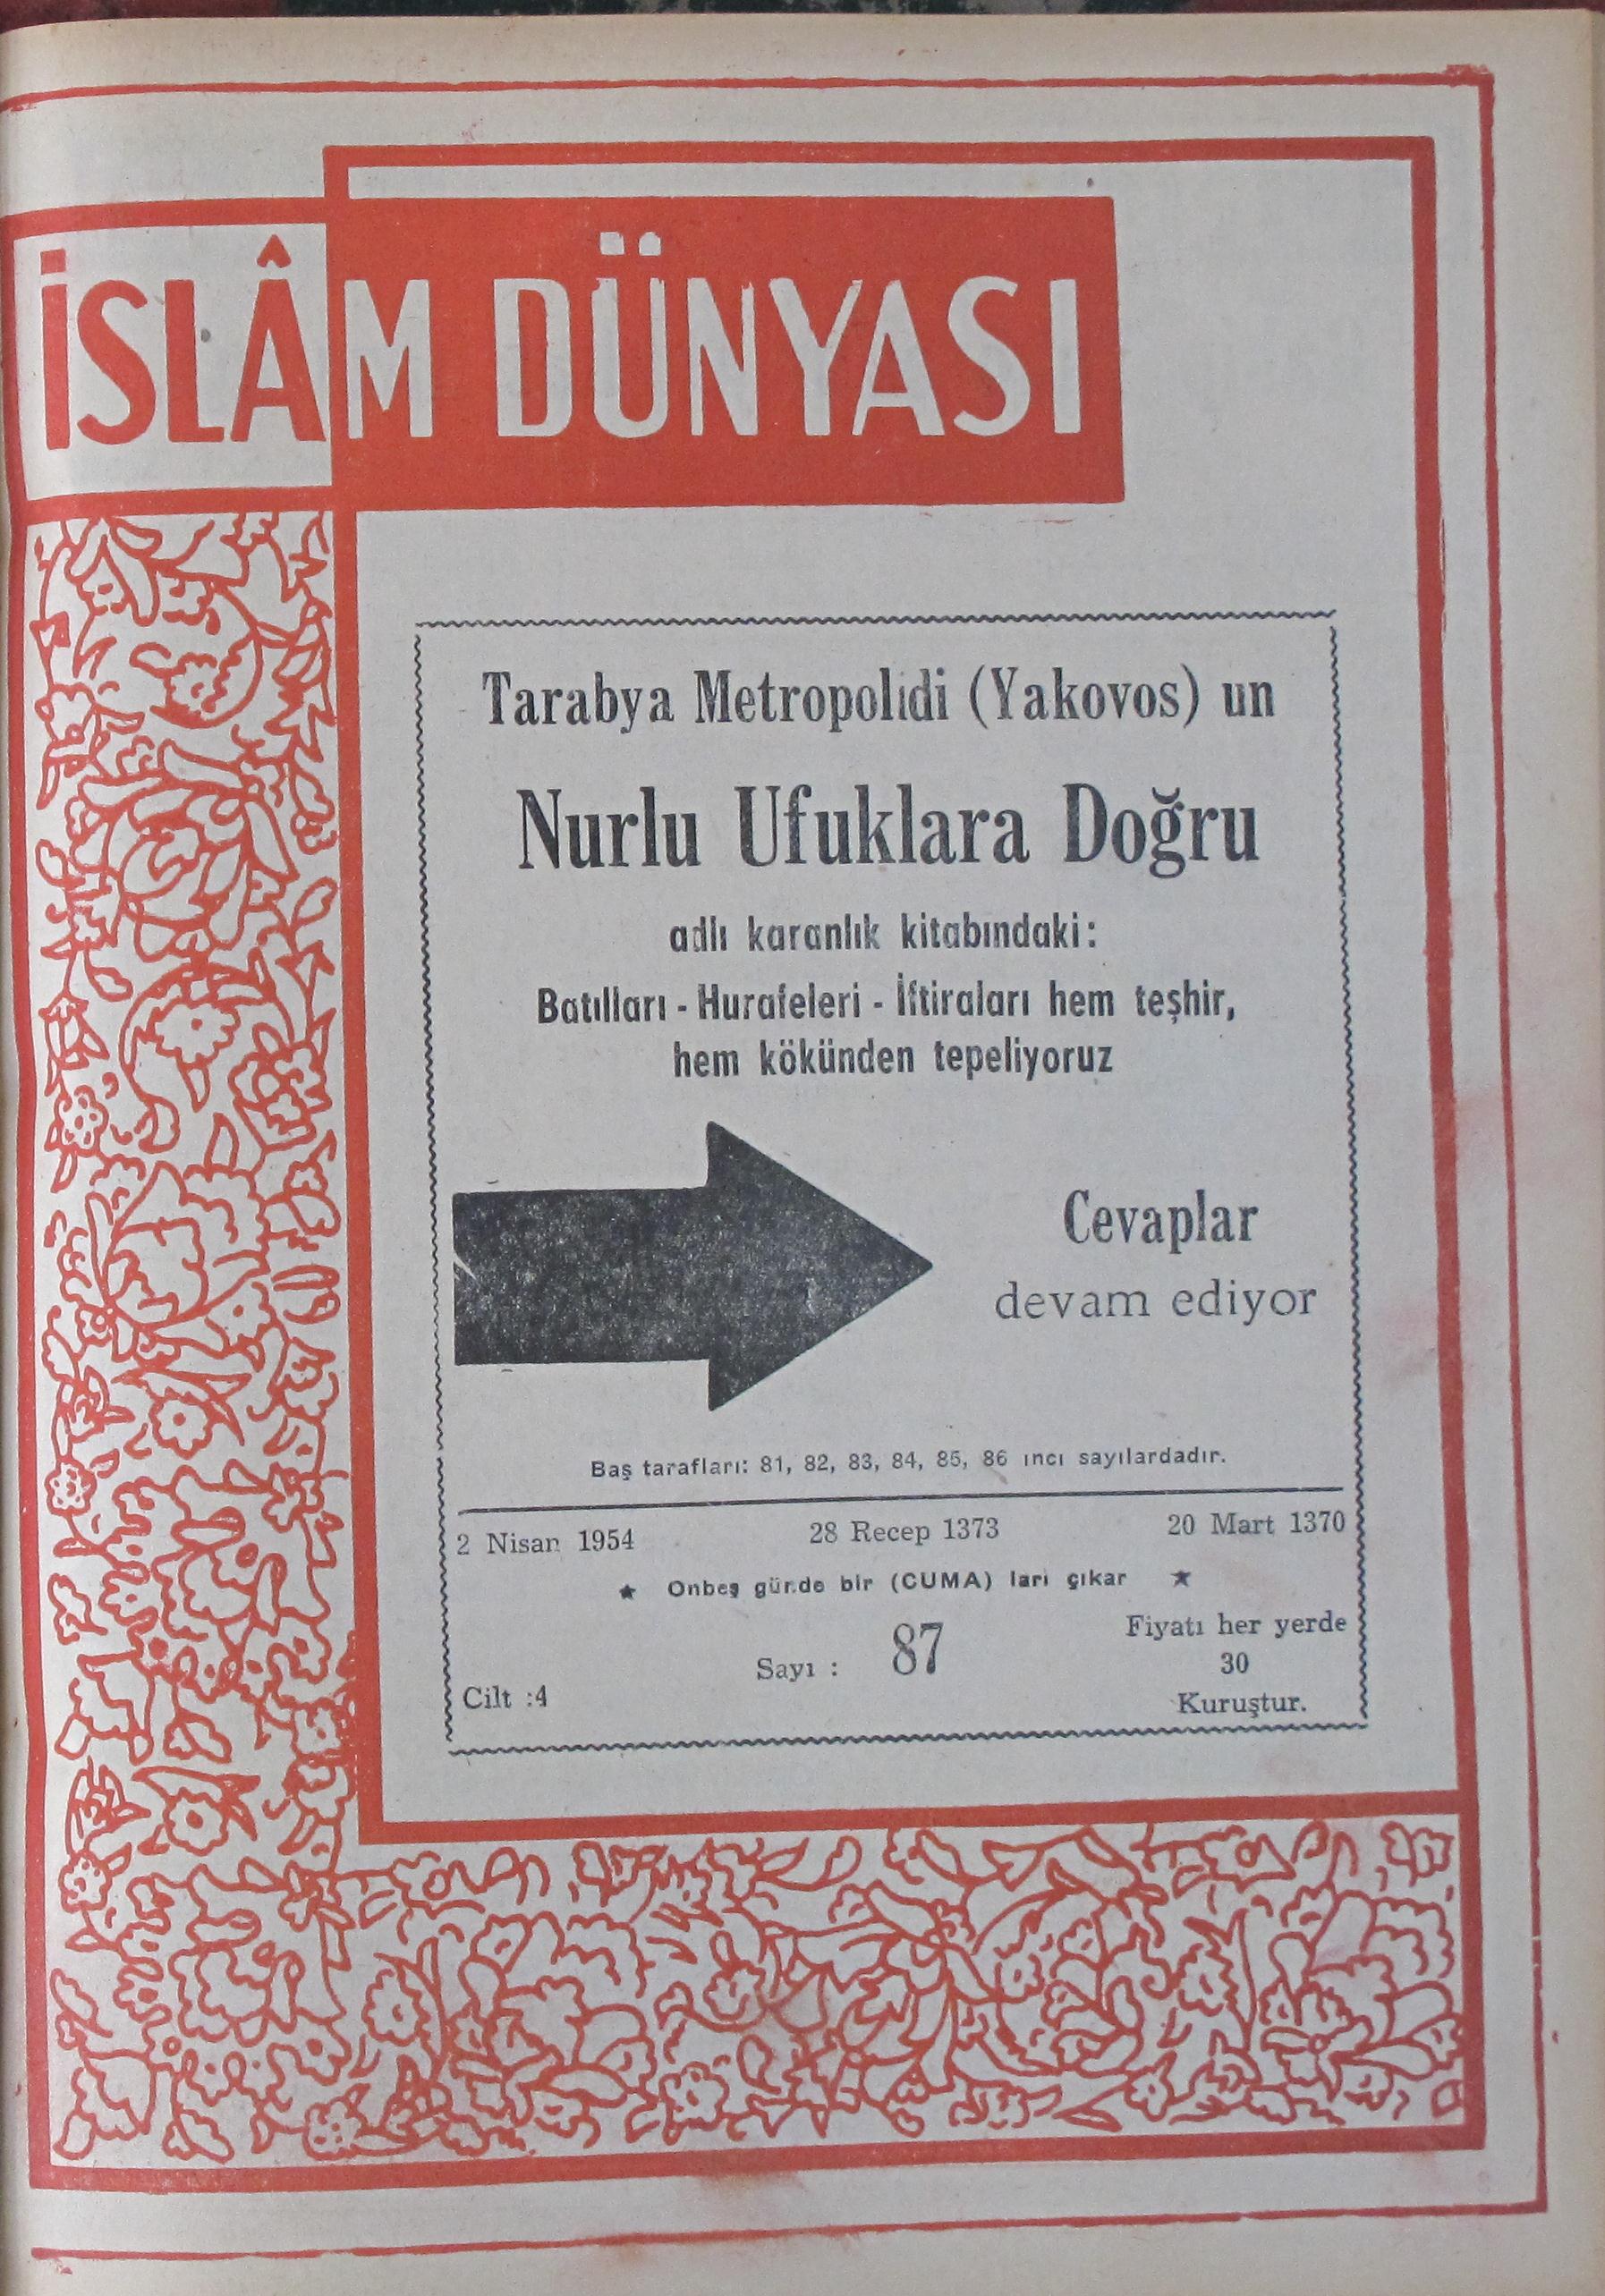 İSLÂM DÜNYASI
Tarabya Metropolidi (Yakovos) un
Nurlu Ufuklara Doğru
adlı karanlık kitabındaki:
Batılları - Hurafeleri - İftiraları hem teşhir,
hem kökünden tepeliyoruz
Cevaplar
devam ediyor
Baş tarafları: 81, 82, 83, 84, 85, 86 ıncı sayılardadır.
2 Nisan 1954 28 Recep 1373 20 Mart 1370
★ Onbeş günde bir (CUMA) ları çıkar ★
Cilt :4
Sayı : 87
Fiyatı her yerde
30
Kuruştur.